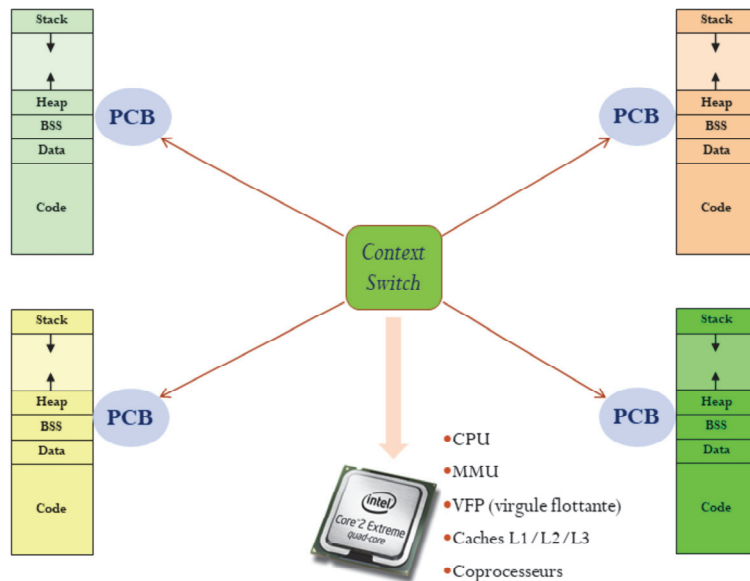 Stack
Heap
BSS
Data
Code
PCB
Stack
Heap
BSS
Data
Code
PCB
Context
Switch
Stack
Heap
BSS
Data
Code
PCB
Stack
Heap
BSS
Data
Code
PCB
intel
Core™2 Extreme
quad-core
•CPU
•MMU
•VFP (virgule flottante)
•Caches L1/L2/L3
•Coprocesseurs